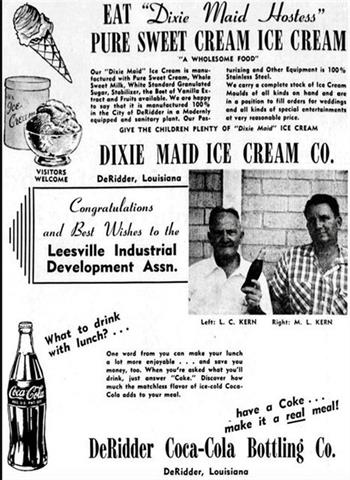 EAT "Dixie Maid Hostess"
PURE SWEET CREAM ICE CREAM
"A WHOLESOME FOOD"
Our "Dixie Maid" Ice Cream is manu-
factured with Pure Sweet Cream, Whole
Sweet Milk, White Standard Granulated
Sugar, Stabilizer, the Best of Vanilla Ex-
tract and Fruits available. We are happy
to say that it is manufactured 100%
in the City of DeRidder in a Modernly
equipped and sanitary plant. Our Pas-
turizing and Other Equipment is 100%
Stainless Steel.
We carry a complete stock of Ice Cream
Moulds of all kinds on hand and are
in a position to fill orders for weddings
and all kinds of special entertainments
at very reasonable price.
Ice
Cream
GIVE THE CHILDREN PLENTY OF "Dixie Maid" ICE CREAM
VISITORS
WELCOME
DIXIE MAID ICE CREAM CO.
DeRidder, Louisiana
Congratulations
and Best Wishes to the
Leesville Industrial
Development Assn.
Left: L. C. KERN Right: M. L. KERN
What to drink
with lunch? . . .
One word from you can make your lunch
a lot more enjoyable . . . and save you
money, too. When you're asked what you'll
drink, just answer "Coke." Discover how
much the matchless flavor of ice-cold Coca-
Cola adds to your meal.
Coca-Cola
. have a Coke . . .
make it a real meal!
DeRidder Coca-Cola Bottling Co.
DeRidder, Louisiana